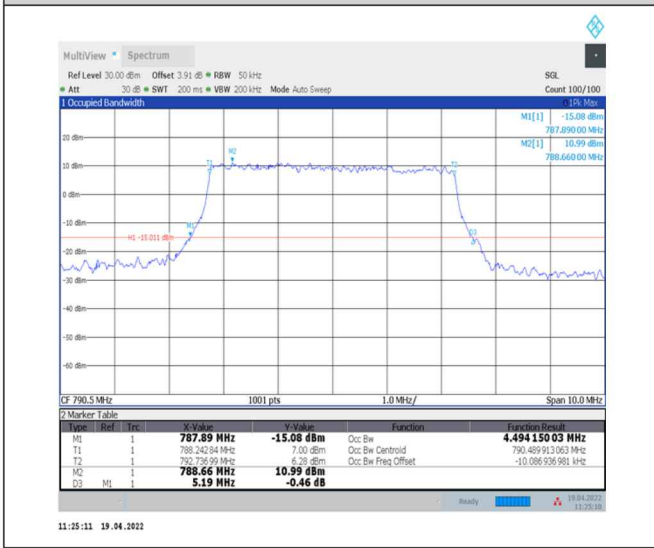 MultiView Spectrum
Ref Level 30.00 dBm Offset 3.91 dB RBW 50 kHz SGL
Att 30 dB SWT 200 ms VBW 200 kHz Mode Auto Sweep Count 100/100
1 Occupied Bandwidth 1Pk Max
M1[1] -15.08 dBm
787.89000 MHz
M2[1] 10.99 dBm
788.66000 MHz
20 dBm
M2
T1 T2
10 dBm
0 dBm
-10 dBm
M1
H1 -15.011 dBm D3
-20 dBm
-30 dBm
-40 dBm
-50 dBm
-60 dBm
CF 790.5 MHz 1001 pts 1.0 MHz/ Span 10.0 MHz
2 Marker Table
Type Ref Trc X-Value Y-Value Function Function Result
M1 1 787.89 MHz -15.08 dBm Occ Bw 4.494 150 03 MHz
T1 1 788.242 84 MHz 7.00 dBm Occ Bw Centroid 790.489 913 063 MHz
T2 1 792.736 99 MHz 6.28 dBm Occ Bw Freq Offset -10.086 936 981 kHz
M2 1 788.66 MHz 10.99 dBm
D3 M1 1 5.19 MHz -0.46 dB
Ready 19.04.2022
11:25:10
11:25:11 19.04.2022